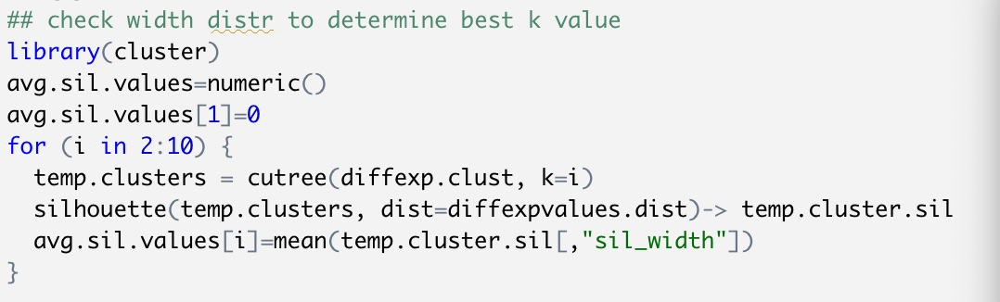 ## check width distr to determine best k value
library(cluster)
avg.sil.values=numeric()
avg.sil.values[1]=0
for (i in 2:10) {
  temp.clusters = cutree(diffexp.clust, k=i)
  silhouette(temp.clusters, dist=diffexpvalues.dist)-> temp.cluster.sil
  avg.sil.values[i]=mean(temp.cluster.sil[,"sil_width"])
}